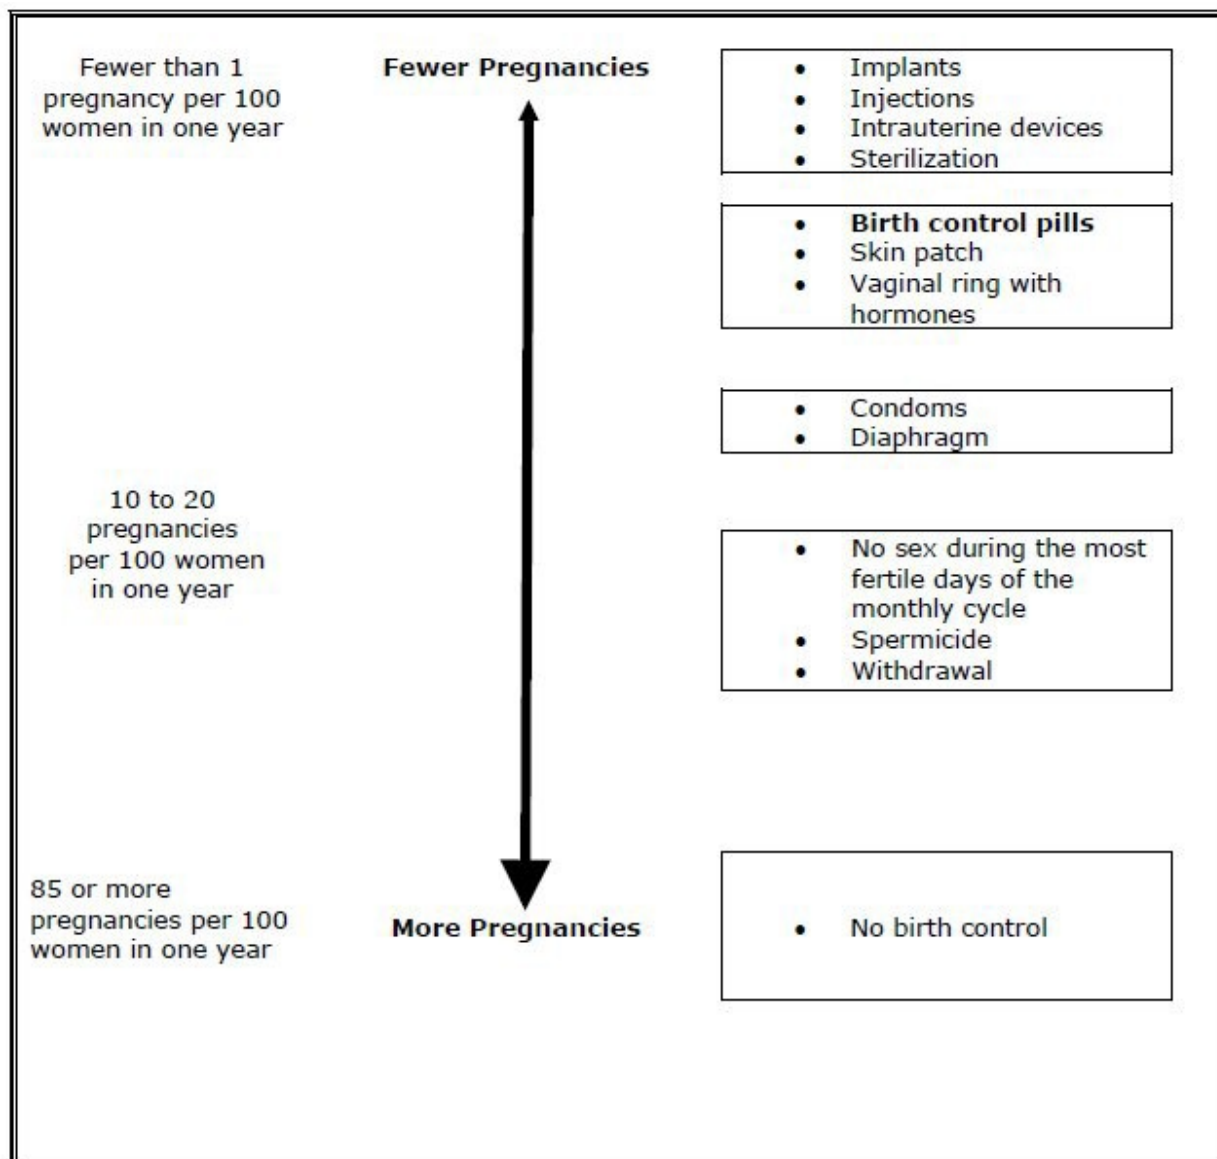 Fewer than 1
pregnancy per 100
women in one year
Fewer Pregnancies
• Implants
• Injections
• Intrauterine devices
• Sterilization
• Birth control pills
• Skin patch
• Vaginal ring with
hormones
• Condoms
• Diaphragm
10 to 20
pregnancies
per 100 women
in one year
• No sex during the most
fertile days of the
monthly cycle
• Spermicide
• Withdrawal
85 or more
pregnancies per 100
women in one year
More Pregnancies
• No birth control